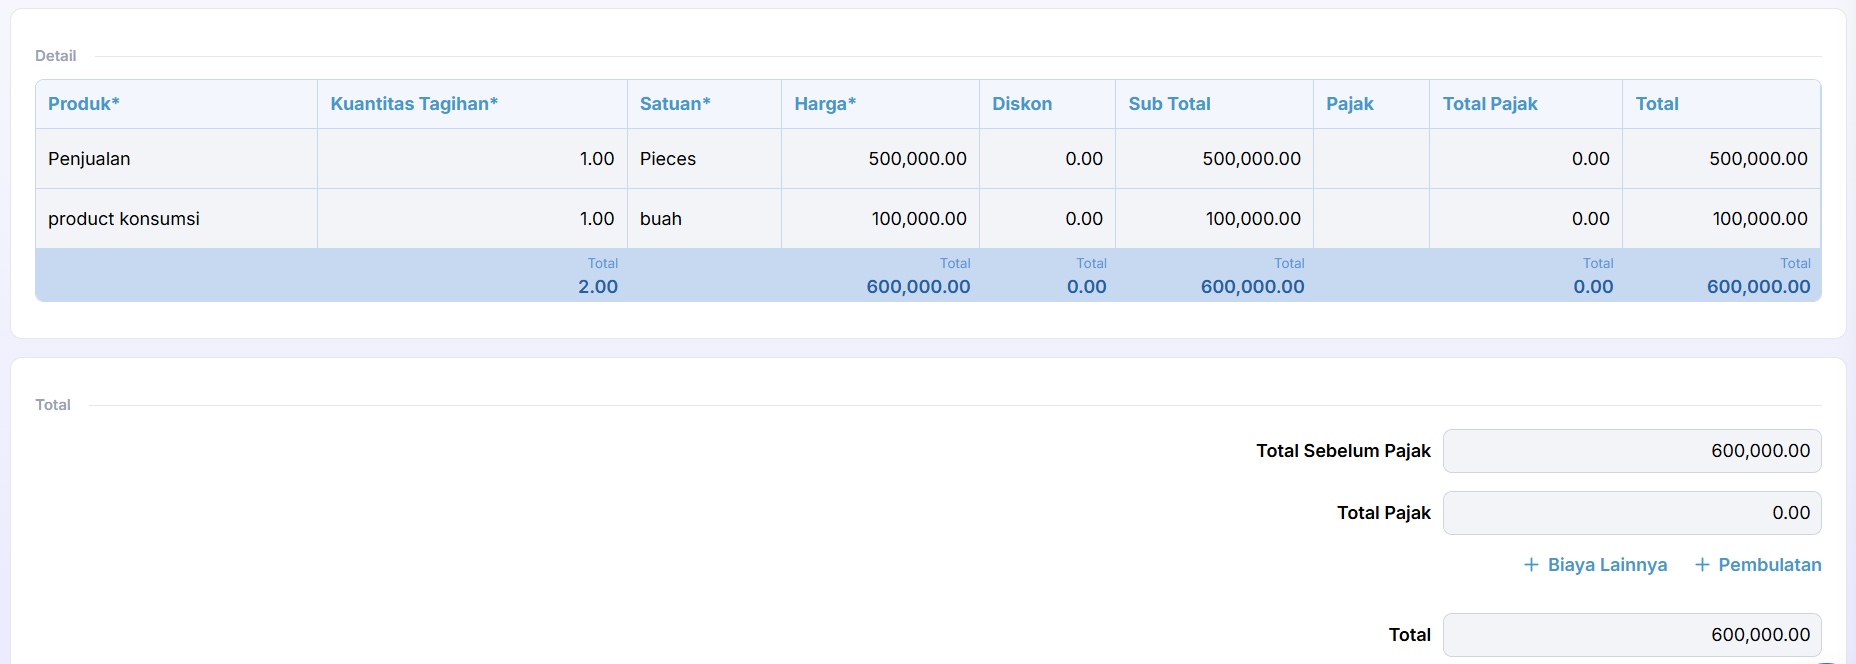 Detail
Produk* Kuantitas Tagihan* Satuan* Harga* Diskon Sub Total Pajak Total Pajak Total
Penjualan 1.00 Pieces 500,000.00 0.00 500,000.00 0.00 500,000.00
product konsumsi 1.00 buah 100,000.00 0.00 100,000.00 0.00 100,000.00
Total Total Total Total Total Total
2.00 600,000.00 0.00 600,000.00 0.00 600,000.00
Total
Total Sebelum Pajak 600,000.00
Total Pajak 0.00
+ Biaya Lainnya + Pembulatan
Total 600,000.00